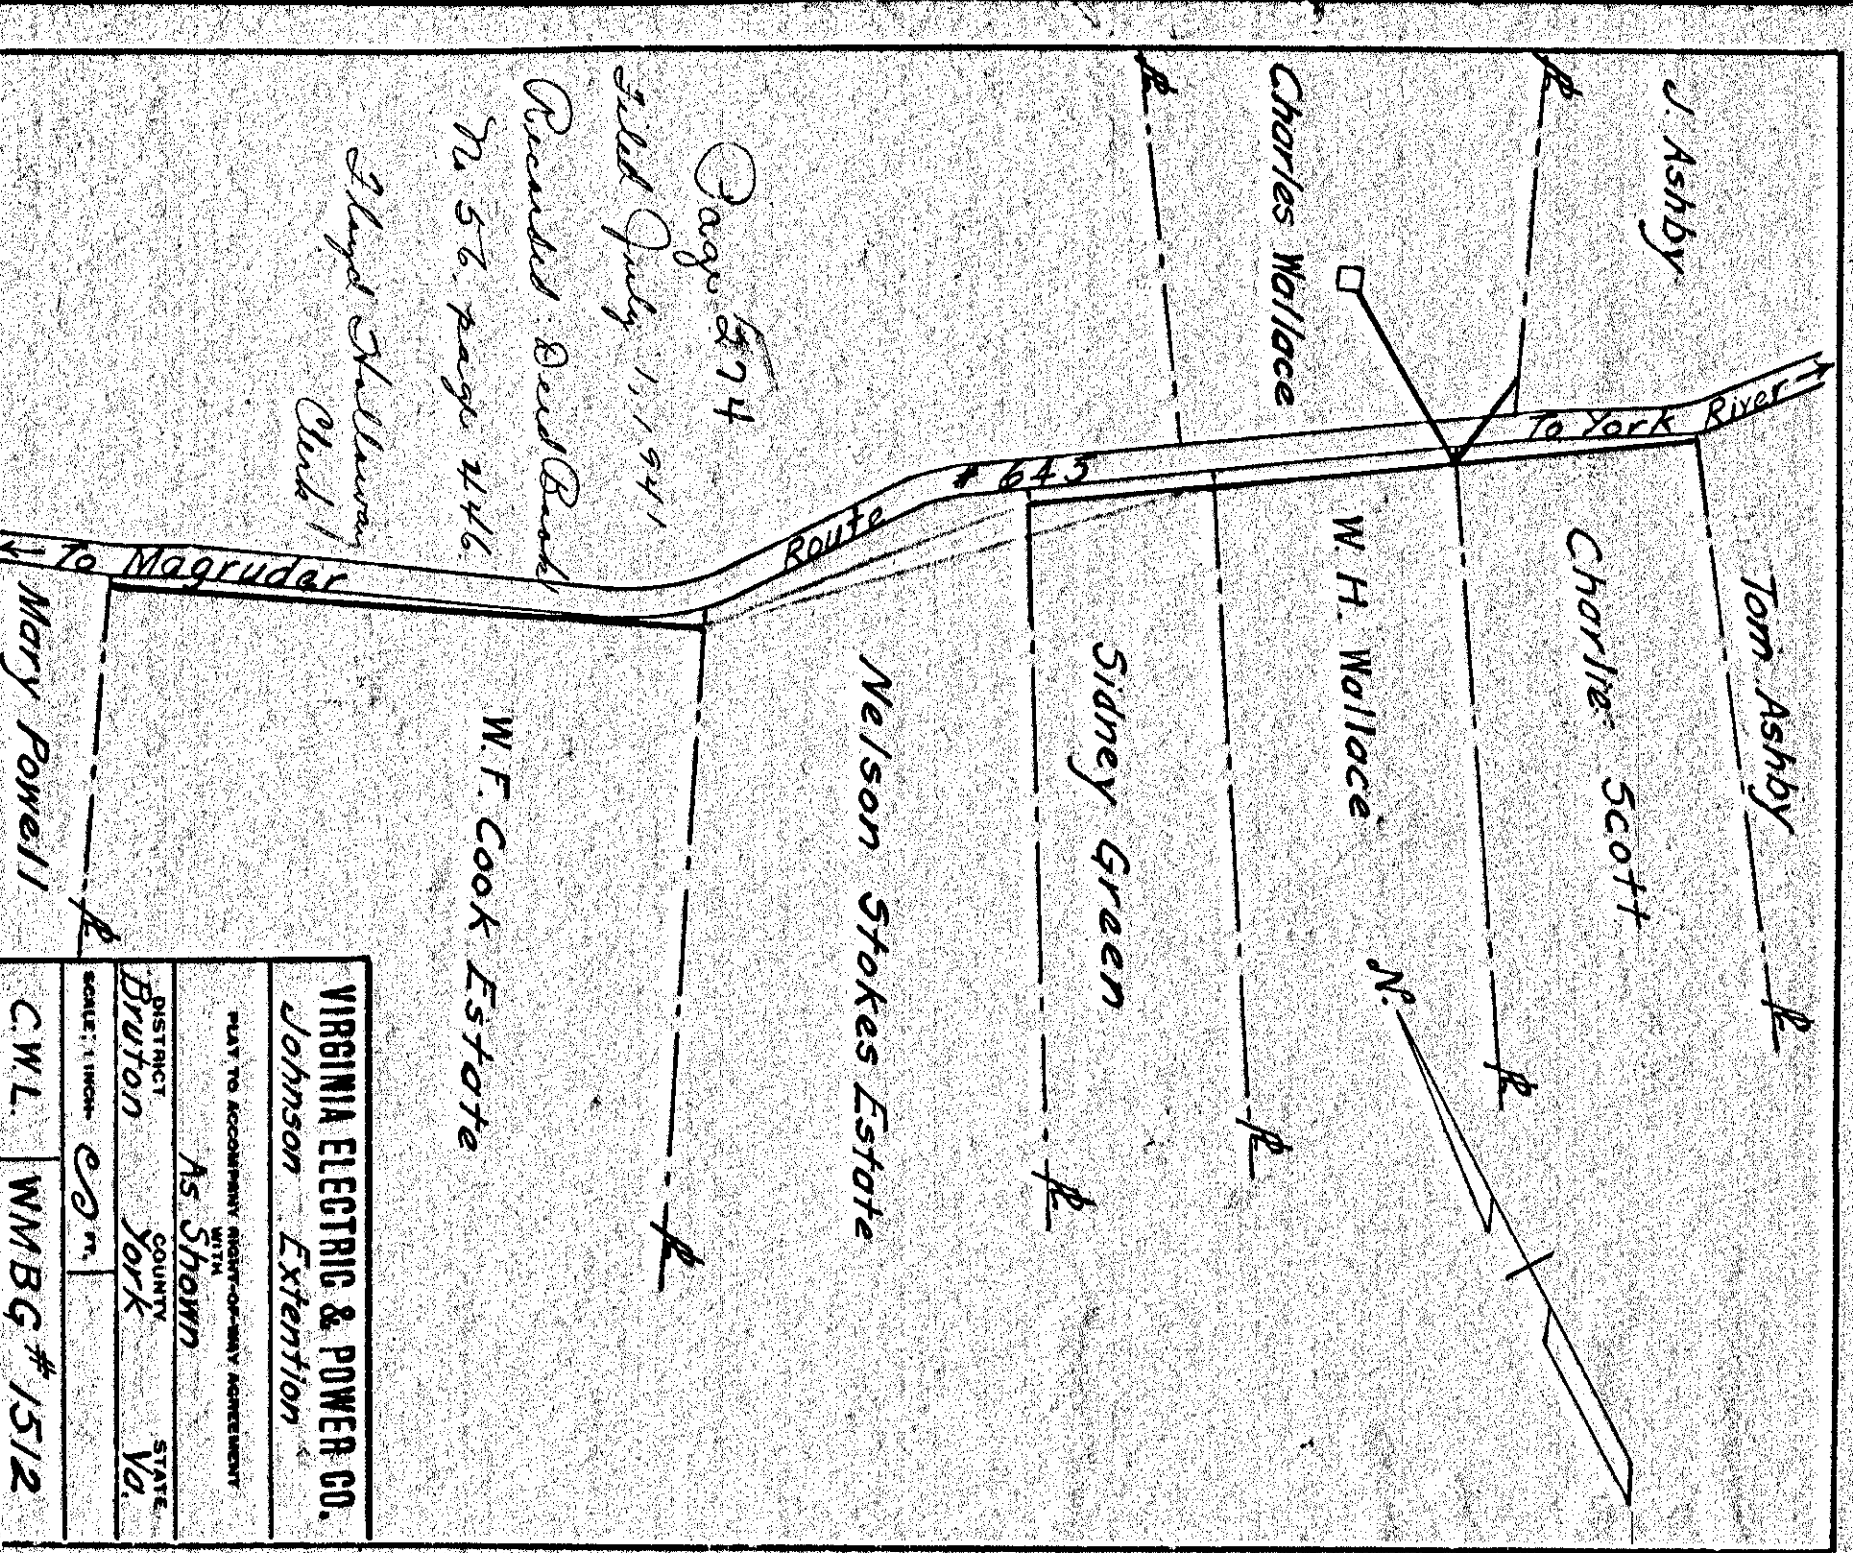 J. Ashby
Charles Wallace
Page 574
Filed July 1, 1941
Recorded Deed Book
No 56, page 446.
Clerk
To York River
Route # 643
To Magrudar
Tom Ashby
Charlie Scott
W. H. Wallace
Sidney Green
Nelson Stokes Estate
W. F. Cook Estate
Mary Powell
N.
VIRGINIA ELECTRIC & POWER CO.
Johnson Extention
PLAT TO ACCOMPANY RIGHT-OF-WAY AGREEMENT
WITH
As Shown
DISTRICT COUNTY STATE
Bruton York Va.
SCALE: 1 INCH= FT.
C.W.L. WMBG # 1512